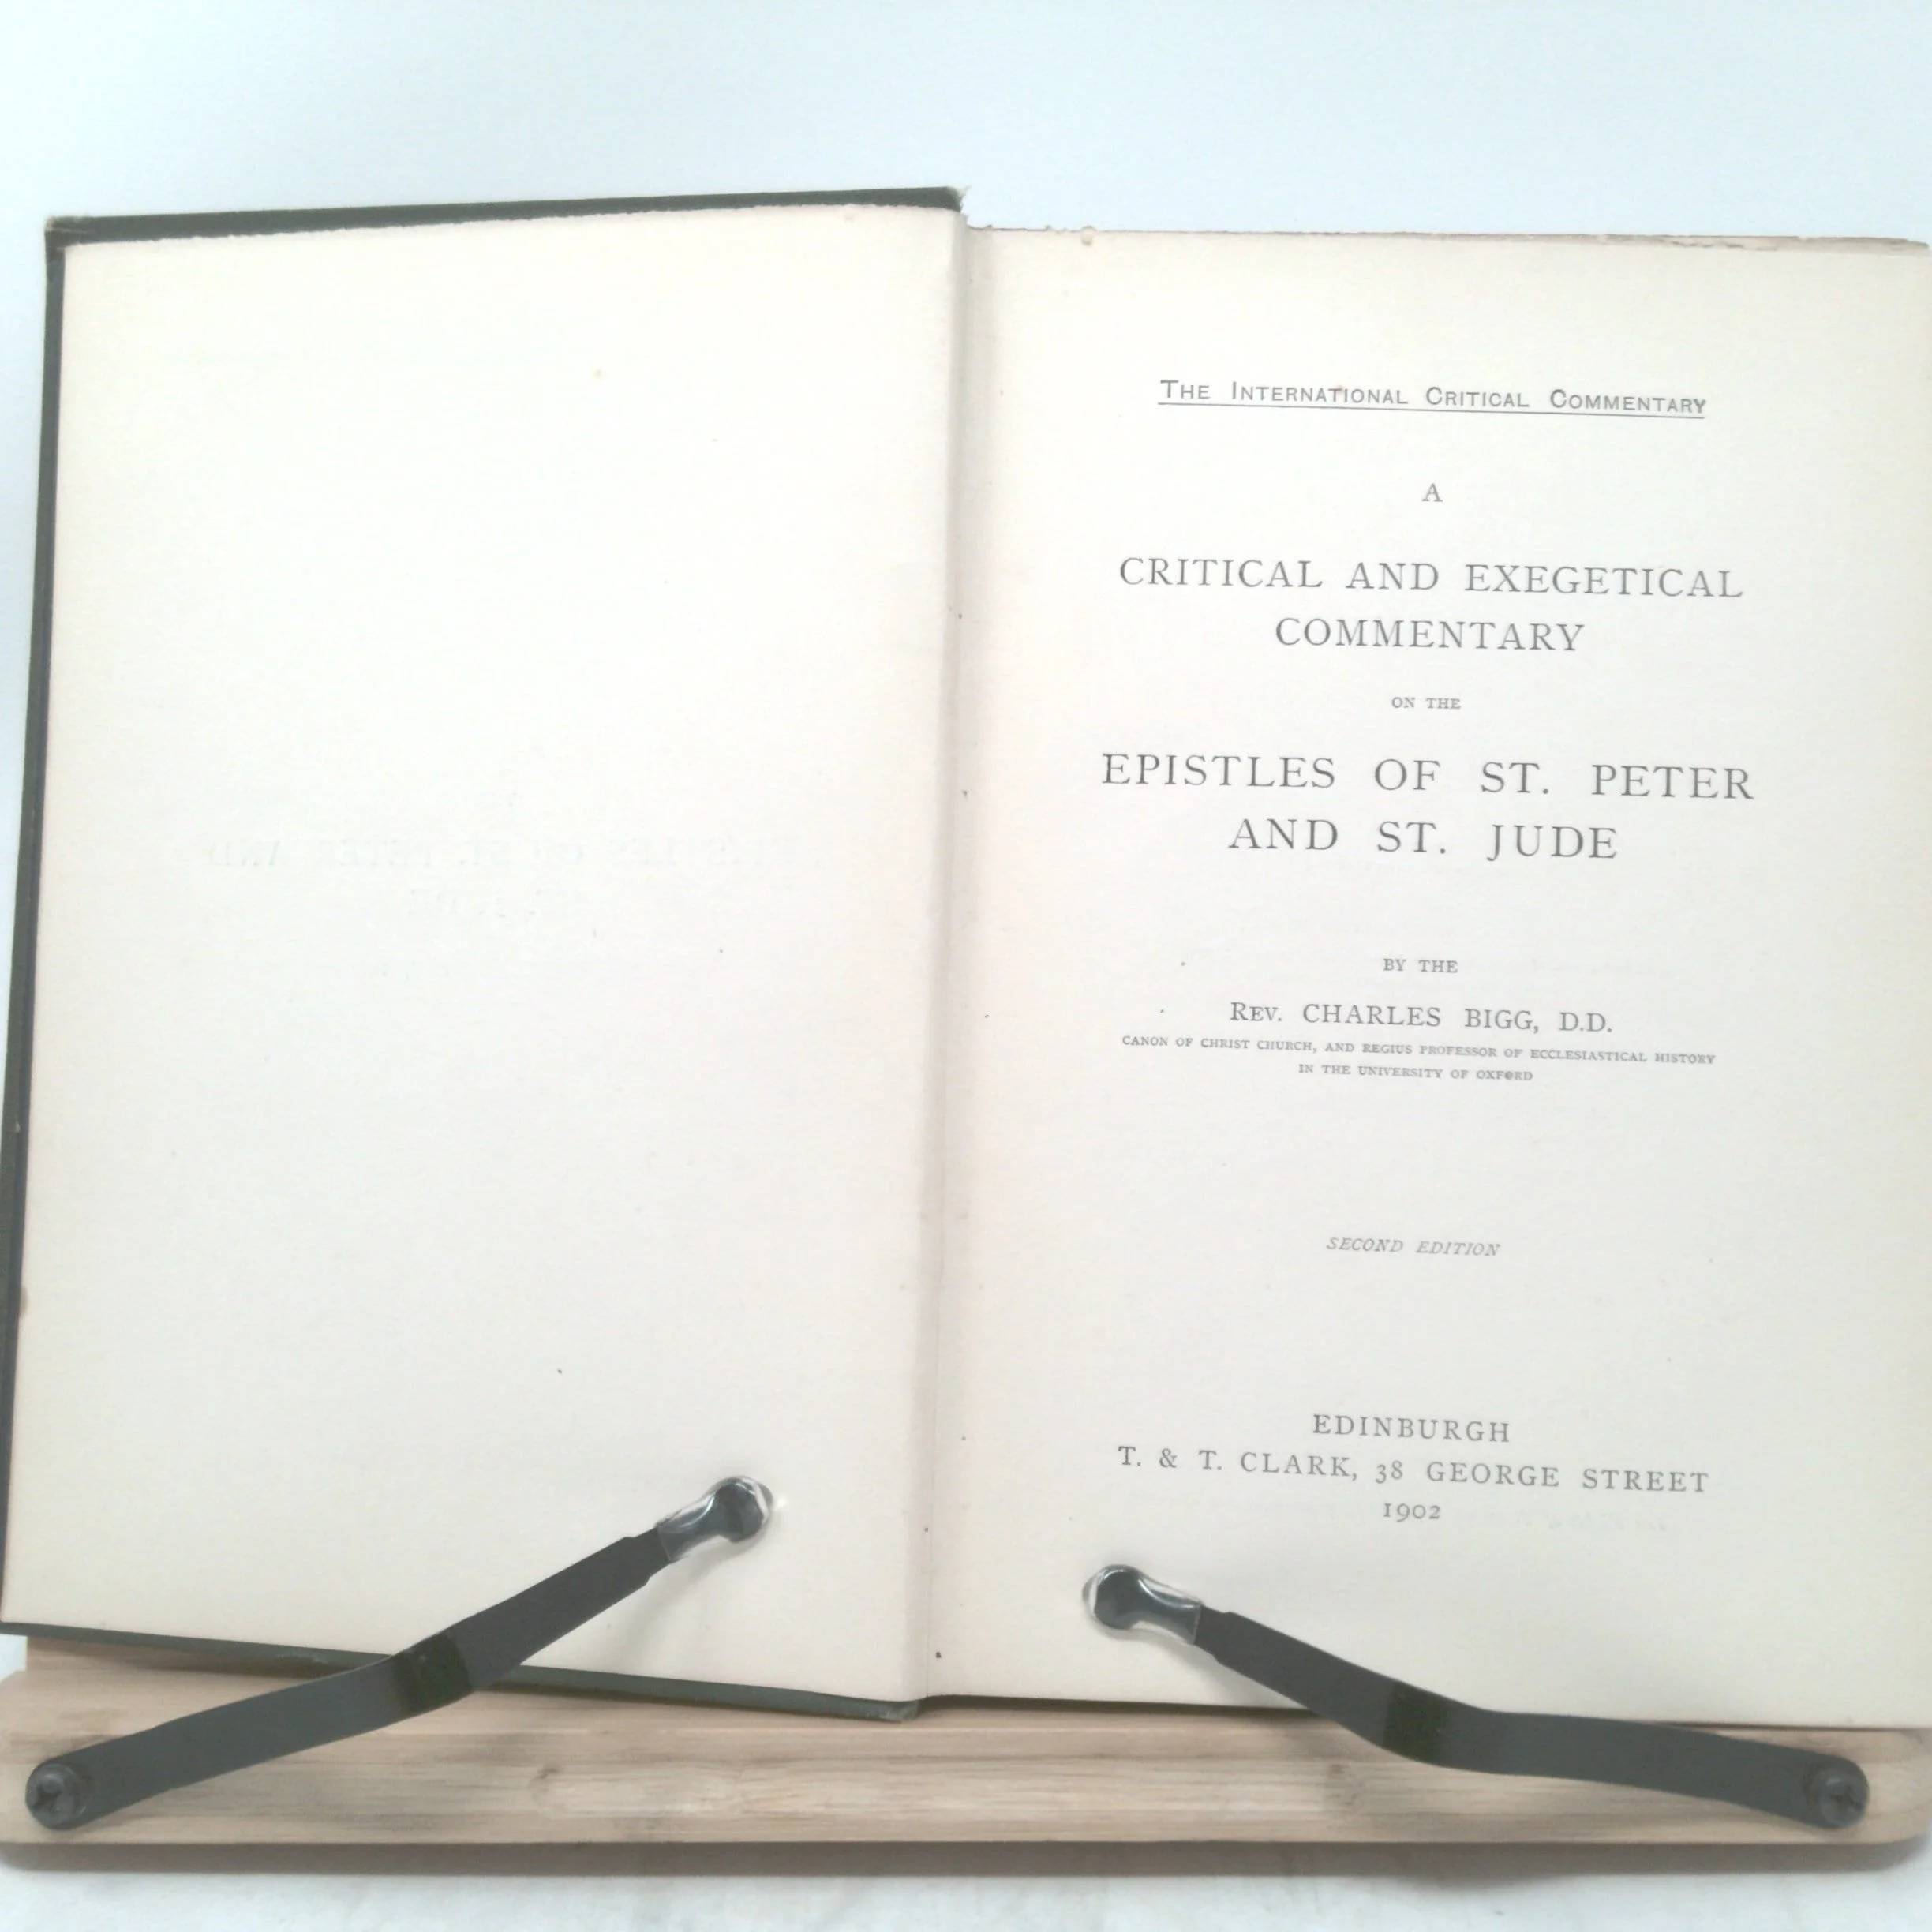 The International Critical Commentary
A
CRITICAL AND EXEGETICAL
COMMENTARY
ON THE
EPISTLES OF ST. PETER
AND ST. JUDE
BY THE
Rev. CHARLES BIGG, D.D.
CANON OF CHRIST CHURCH, AND REGIUS PROFESSOR OF ECCLESIASTICAL HISTORY
IN THE UNIVERSITY OF OXFORD
SECOND EDITION
EDINBURGH
T. & T. CLARK, 38 GEORGE STREET
1902